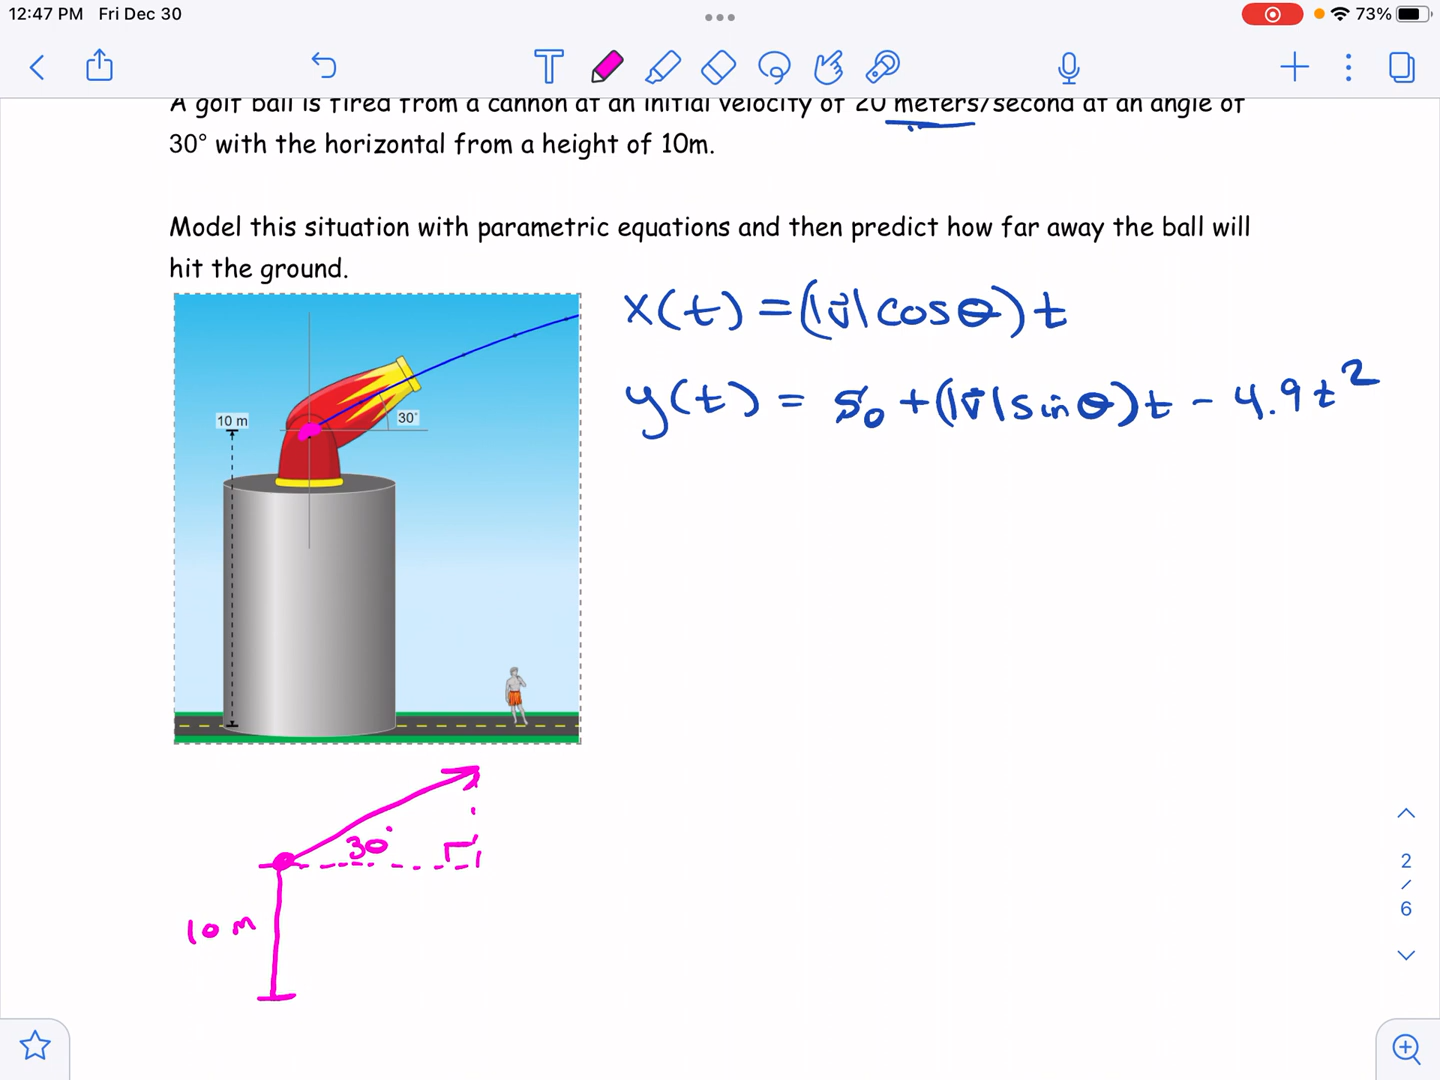 12:47 PM Fri Dec 30
73%
A golf ball is fired from a cannon at an initial velocity of 20 meters/second at an angle of
30° with the horizontal from a height of 10m.
Model this situation with parametric equations and then predict how far away the ball will
hit the ground.
x(t) = (|v⃗| cos θ) t
y(t) = s₀ + (|v⃗| sin θ) t - 4.9t²
10 m
30°
30°
10 m
2
/
6